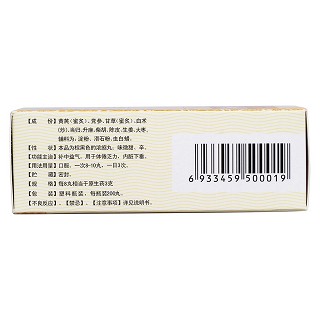 【成    份】黄芪(蜜炙)、党参、甘草(蜜炙)、白术
(炒)、当归、升麻、柴胡、陈皮、生姜、大枣
辅料为：淀粉、滑石粉、生白蜡。
【性    状】本品为棕黑色的浓缩丸；味微甜、辛。
【功能主治】补中益气。用于体倦乏力、内脏下垂。
【用法用量】口服。一次8-10丸，一日3次。
【贮    藏】密封。
【规    格】每8丸相当于原生药3克
【包    装】塑料瓶装，每瓶装200丸。
【不良反应】、【禁忌】、【注意事项】详见说明书。
6 933459 500019